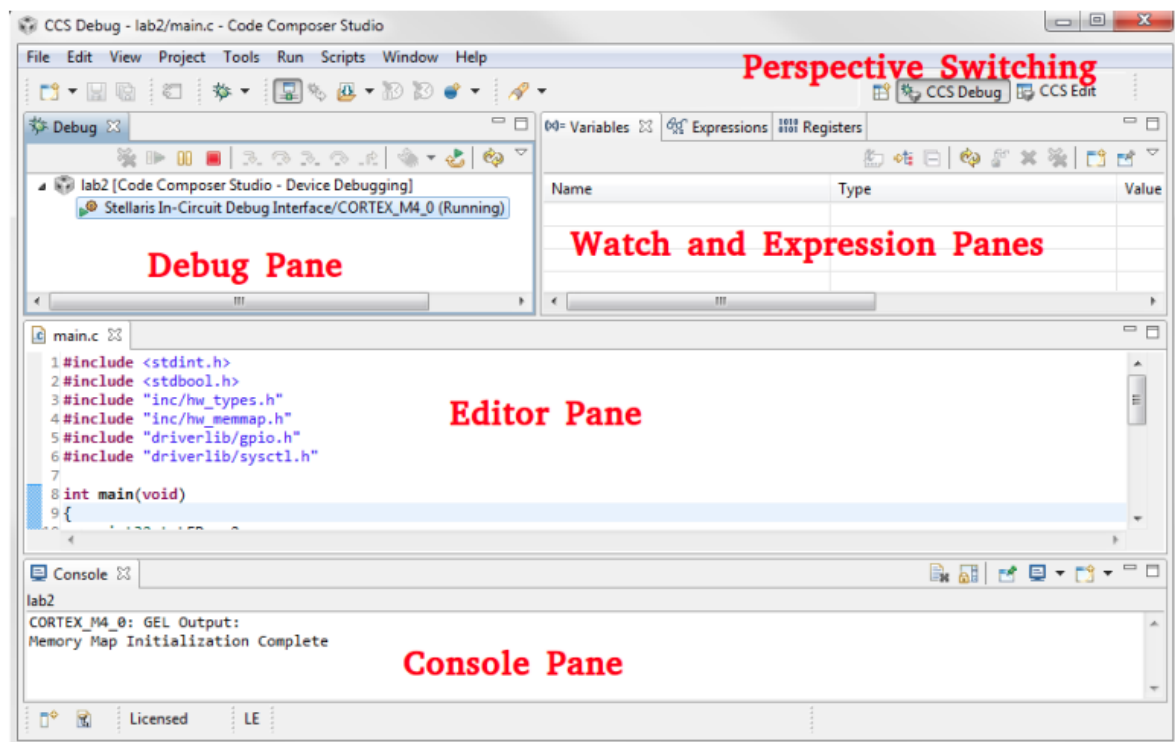 CCS Debug - lab2/main.c - Code Composer Studio
File Edit View Project Tools Run Scripts Window Help
Perspective Switching
CCS Debug CCS Edit
Debug
(x)= Variables Expressions Registers
lab2 [Code Composer Studio - Device Debugging]
Stellaris In-Circuit Debug Interface/CORTEX_M4_0 (Running)
Name Type Value
Debug Pane
Watch and Expression Panes
main.c
1 #include <stdint.h>
2 #include <stdbool.h>
3 #include "inc/hw_types.h"
4 #include "inc/hw_memmap.h"
5 #include "driverlib/gpio.h"
6 #include "driverlib/sysctl.h"
7
8 int main(void)
9 {
Editor Pane
Console
lab2
CORTEX_M4_0: GEL Output:
Memory Map Initialization Complete
Console Pane
Licensed LE